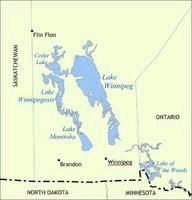 Flin Flon
SASKATCHEWAN
Cedar
Lake
Lake
Winnipeg
Lake
Winnipegosis
ONTARIO
Lake
Manitoba
Lake of
the Woods
Brandon
Winnipeg
NORTH DAKOTA
MINNESOTA